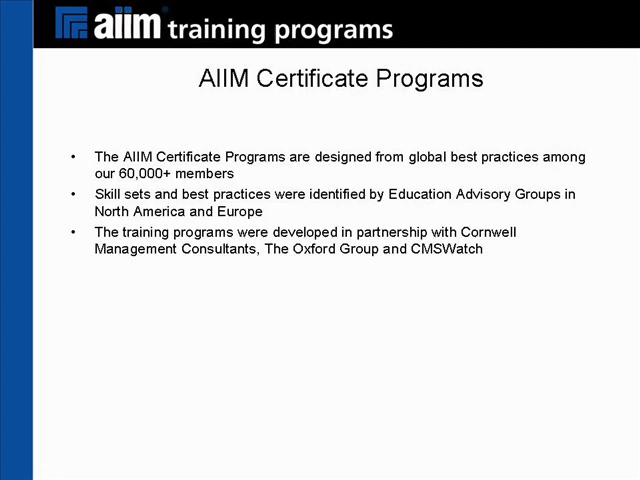 aiim training programs
AIIM Certificate Programs
• The AIIM Certificate Programs are designed from global best practices among
our 60,000+ members
• Skill sets and best practices were identified by Education Advisory Groups in
North America and Europe
• The training programs were developed in partnership with Cornwell
Management Consultants, The Oxford Group and CMSWatch